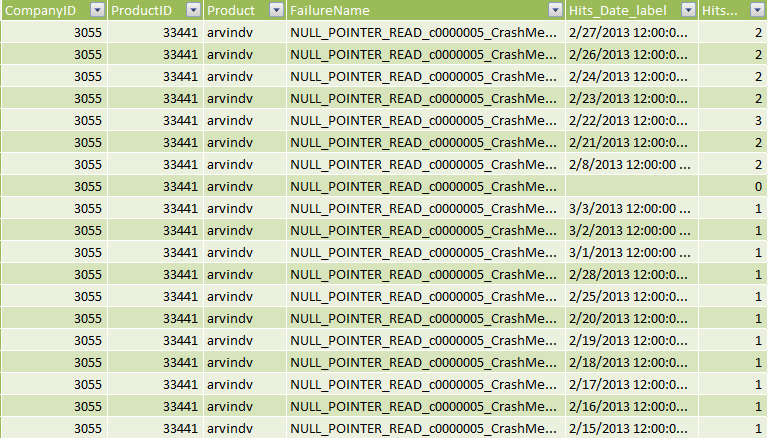 CompanyID ProductID Product FailureName Hits_Date_label Hits...
3055 33441 arvindv NULL_POINTER_READ_c0000005_CrashMe... 2/27/2013 12:00:0... 2
3055 33441 arvindv NULL_POINTER_READ_c0000005_CrashMe... 2/26/2013 12:00:0... 2
3055 33441 arvindv NULL_POINTER_READ_c0000005_CrashMe... 2/24/2013 12:00:0... 2
3055 33441 arvindv NULL_POINTER_READ_c0000005_CrashMe... 2/23/2013 12:00:0... 2
3055 33441 arvindv NULL_POINTER_READ_c0000005_CrashMe... 2/22/2013 12:00:0... 3
3055 33441 arvindv NULL_POINTER_READ_c0000005_CrashMe... 2/21/2013 12:00:0... 2
3055 33441 arvindv NULL_POINTER_READ_c0000005_CrashMe... 2/8/2013 12:00:00 ... 2
3055 33441 arvindv NULL_POINTER_READ_c0000005_CrashMe... 0
3055 33441 arvindv NULL_POINTER_READ_c0000005_CrashMe... 3/3/2013 12:00:00 ... 1
3055 33441 arvindv NULL_POINTER_READ_c0000005_CrashMe... 3/2/2013 12:00:00 ... 1
3055 33441 arvindv NULL_POINTER_READ_c0000005_CrashMe... 3/1/2013 12:00:00 ... 1
3055 33441 arvindv NULL_POINTER_READ_c0000005_CrashMe... 2/28/2013 12:00:0... 1
3055 33441 arvindv NULL_POINTER_READ_c0000005_CrashMe... 2/25/2013 12:00:0... 1
3055 33441 arvindv NULL_POINTER_READ_c0000005_CrashMe... 2/20/2013 12:00:0... 1
3055 33441 arvindv NULL_POINTER_READ_c0000005_CrashMe... 2/19/2013 12:00:0... 1
3055 33441 arvindv NULL_POINTER_READ_c0000005_CrashMe... 2/18/2013 12:00:0... 1
3055 33441 arvindv NULL_POINTER_READ_c0000005_CrashMe... 2/17/2013 12:00:0... 1
3055 33441 arvindv NULL_POINTER_READ_c0000005_CrashMe... 2/16/2013 12:00:0... 1
3055 33441 arvindv NULL_POINTER_READ_c0000005_CrashMe... 2/15/2013 12:00:0... 1